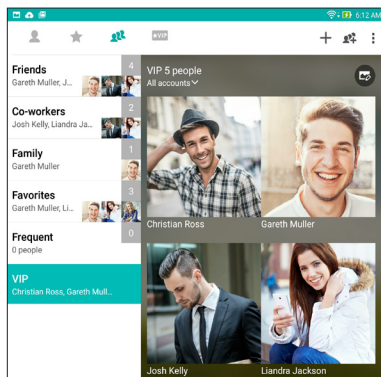 6:12 AM
VIP
Friends
4
Gareth Muller, J...
Co-workers
2
Josh Kelly, Liandra Ja...
Family
1
Gareth Muller
Favorites
3
Gareth Muller, Li...
Frequent
0
0 people
VIP
Christian Ross, Gareth Mull...
VIP 5 people
All accounts
Christian Ross
Gareth Muller
Josh Kelly
Liandra Jackson